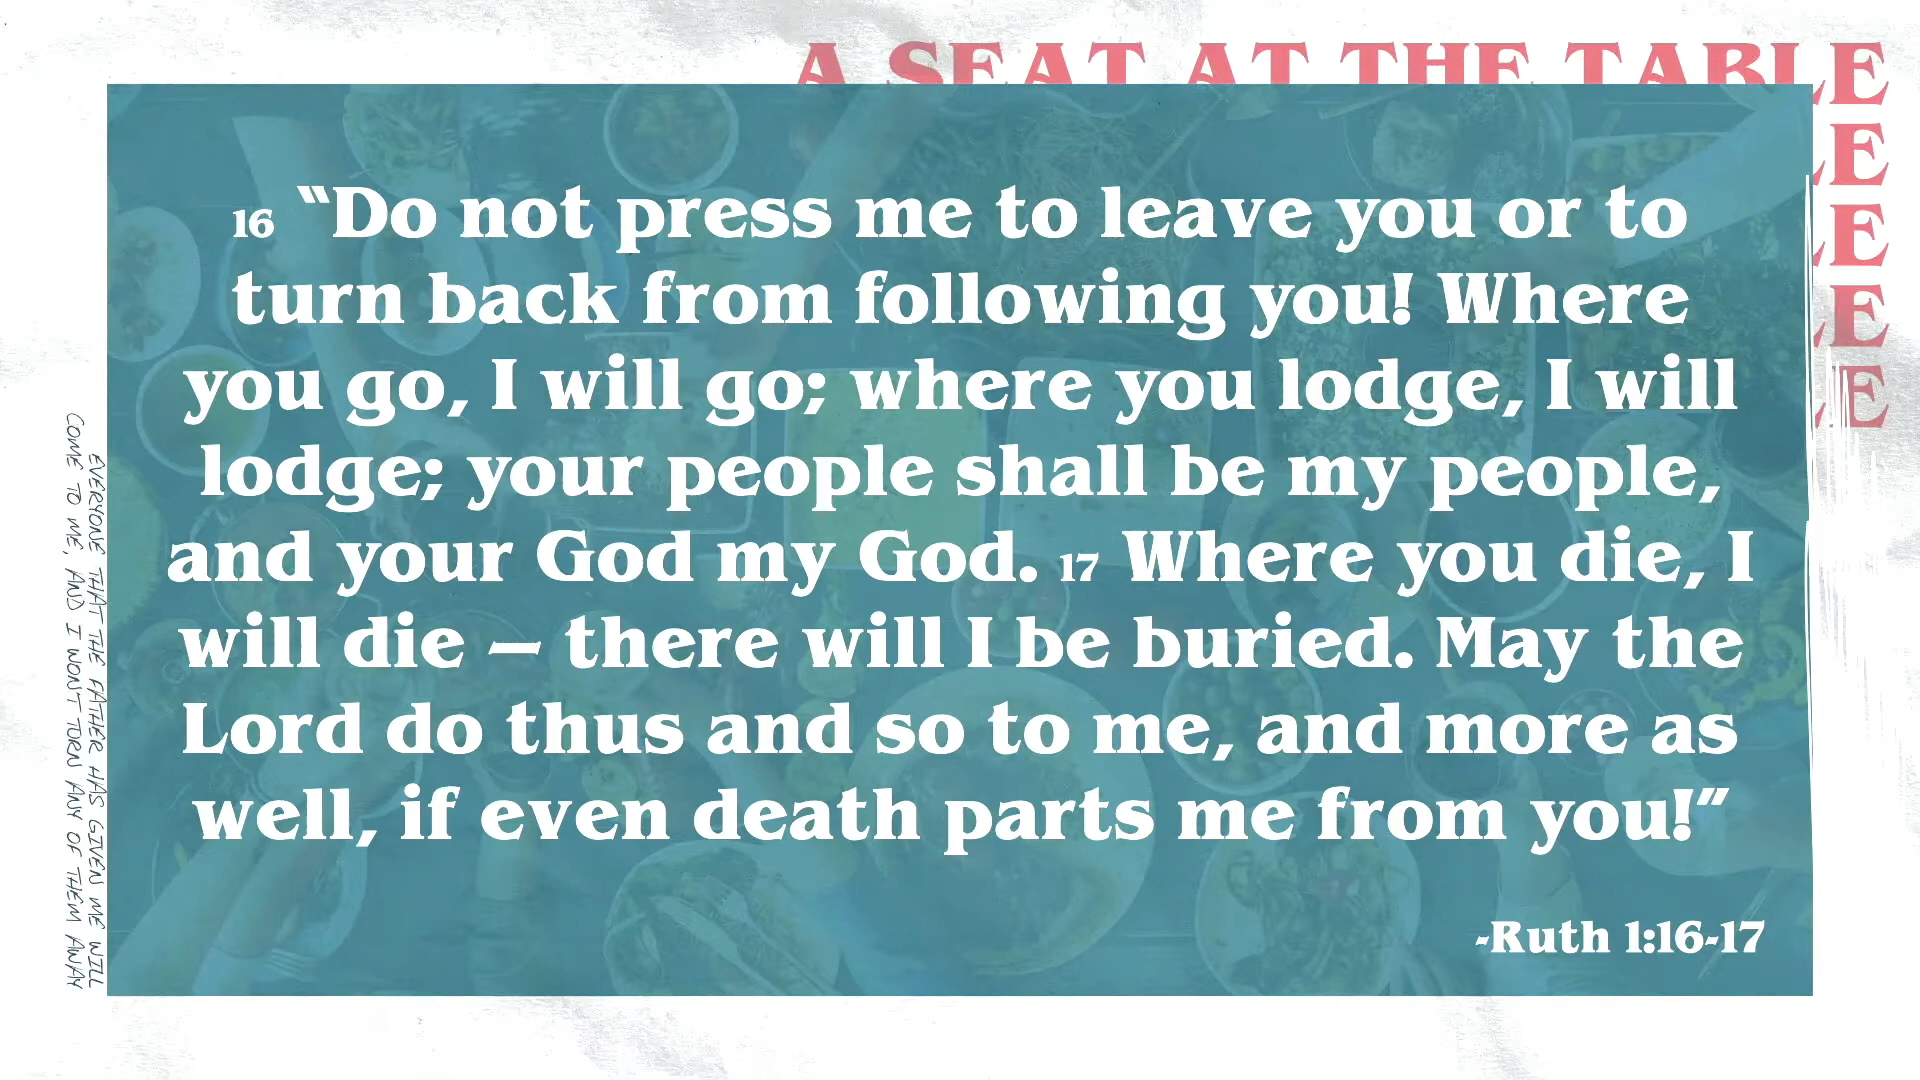 A SEAT AT THE TABLE
LE
LE
LE
LE
16 “Do not press me to leave you or to
turn back from following you! Where
you go, I will go; where you lodge, I will
lodge; your people shall be my people,
and your God my God. 17 Where you die, I
will die – there will I be buried. May the
Lord do thus and so to me, and more as
well, if even death parts me from you!”
-Ruth 1:16-17
EVERYONE THAT THE FATHER HAS GIVEN ME WILL
COME TO ME, AND I WON'T TURN ANY OF THEM AWAY